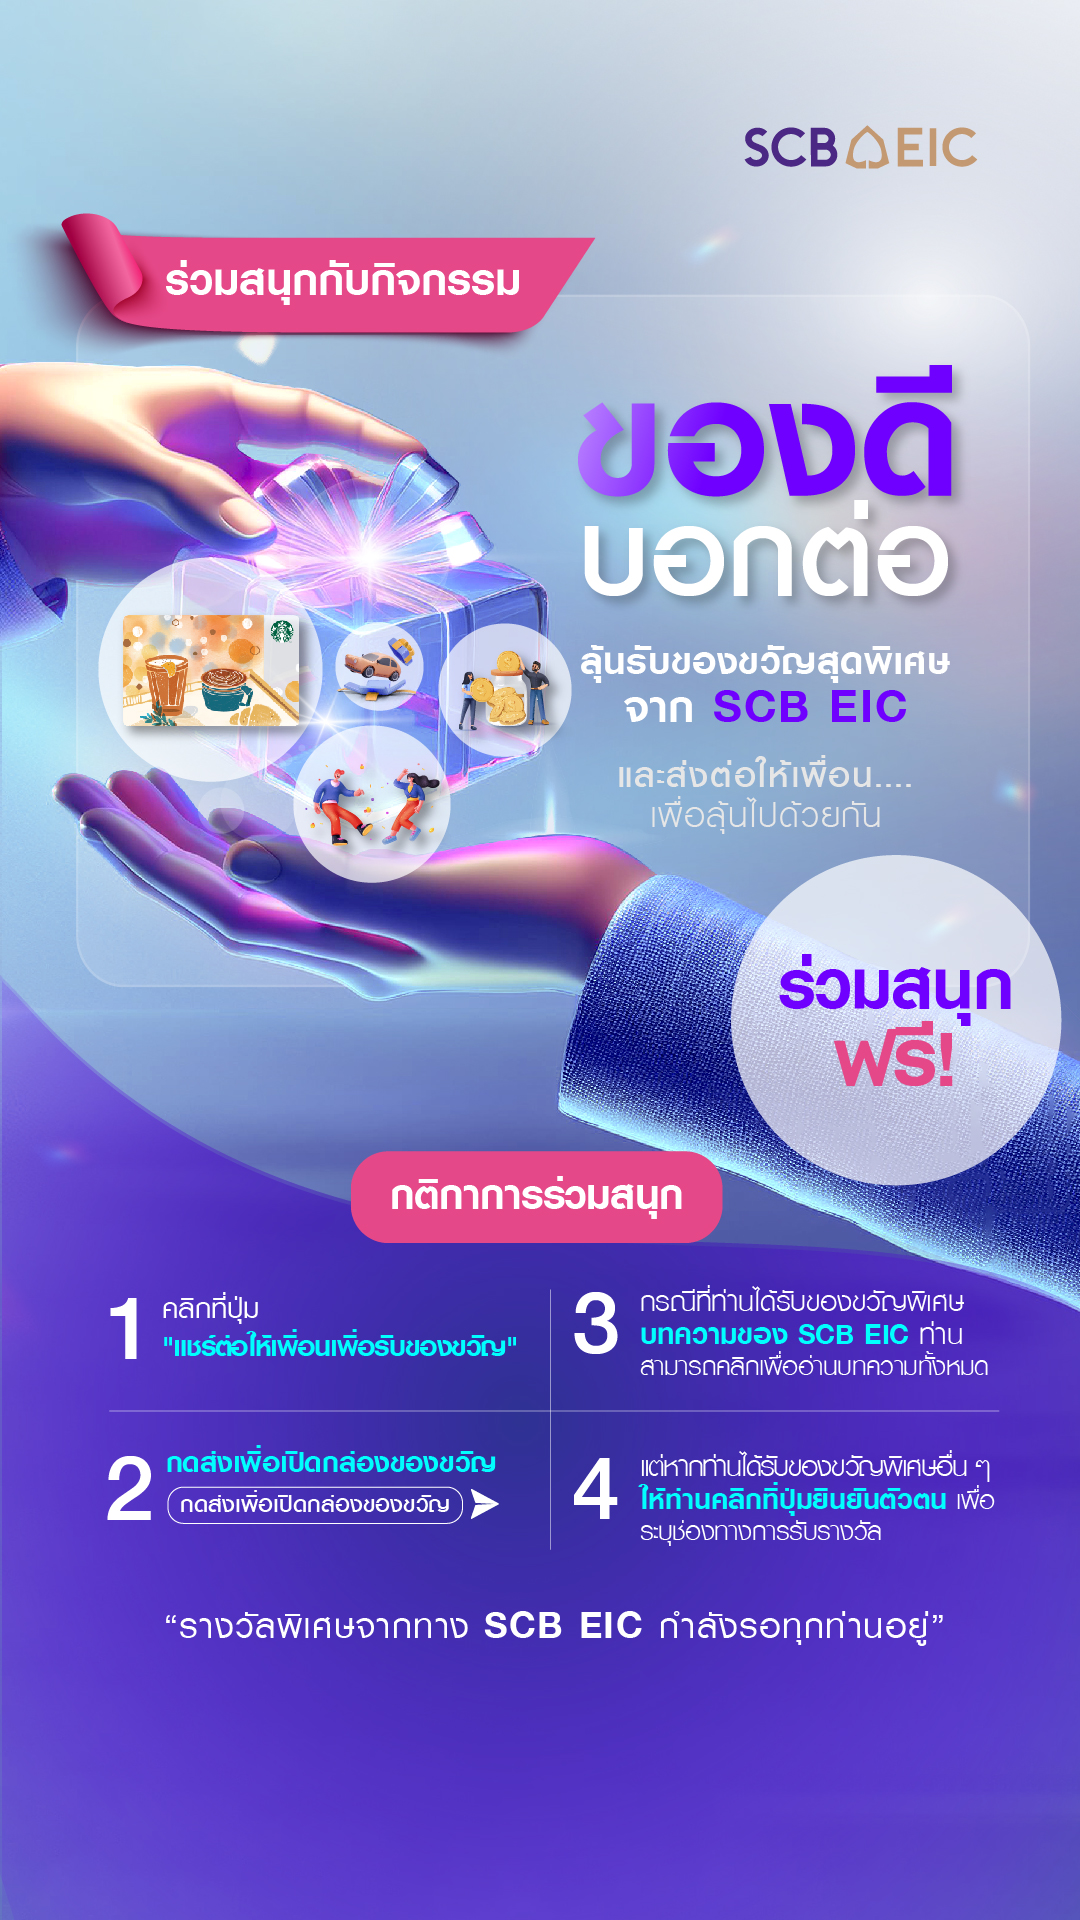 SCB EIC
ร่วมสนุกกับกิจกรรม
ของดี
บอกต่อ
ลุ้นรับของขวัญสุดพิเศษ
จาก SCB EIC
และส่งต่อให้เพื่อน....
เพื่อลุ้นไปด้วยกัน
ร่วมสนุก
ฟรี!
กติกาการร่วมสนุก
1 คลิกที่ปุ่ม
"แชร์ต่อให้เพื่อนเพื่อรับของขวัญ"
2 กดส่งเพื่อเปิดกล่องของขวัญ
กดส่งเพื่อเปิดกล่องของขวัญ
3 กรณีที่ท่านได้รับของขวัญพิเศษ
บทความของ SCB EIC ท่าน
สามารถคลิกเพื่ออ่านบทความทั้งหมด
4 แต่หากท่านได้รับของขวัญพิเศษอื่น ๆ
ให้ท่านคลิกที่ปุ่มยินยันตัวตน เพื่อ
ระบุช่องทางการรับรางวัล
“รางวัลพิเศษจากทาง SCB EIC กำลังรอทุกท่านอยู่”